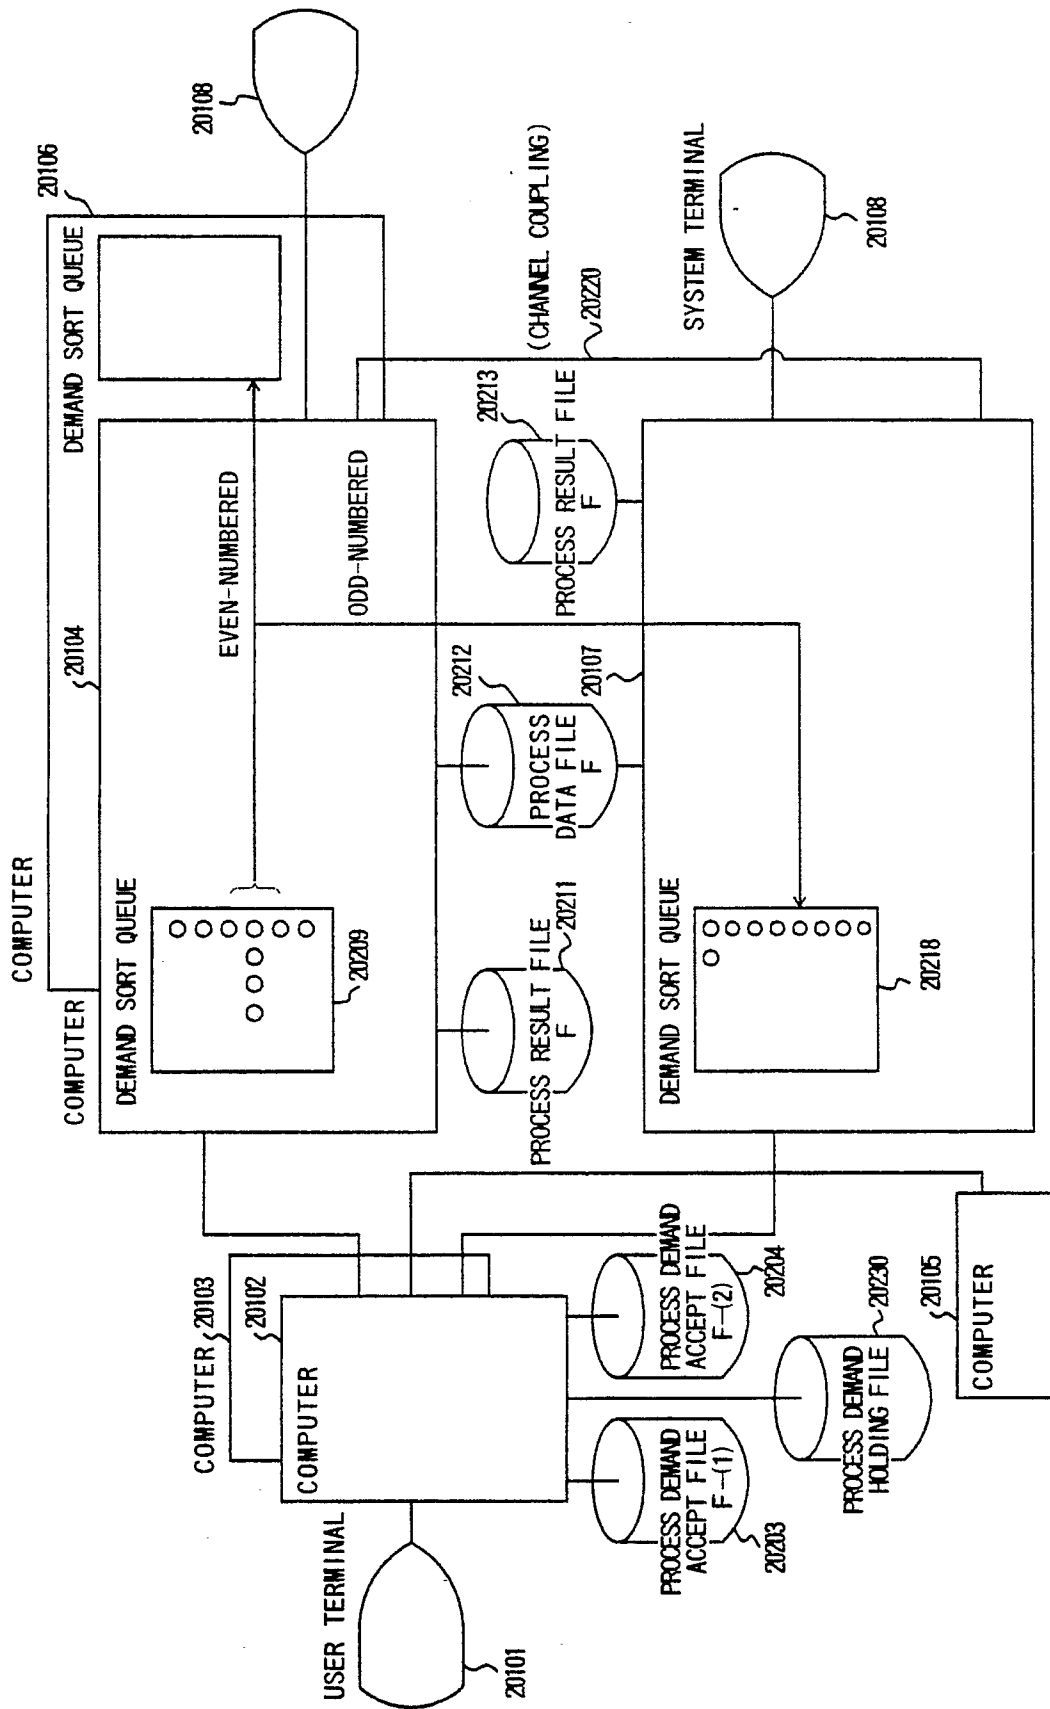 COMPUTER
COMPUTER
20104
DEMAND SORT QUEUE
20106
DEMAND SORT QUEUE
20209
EVEN-NUMBERED
ODD-NUMBERED
20108
USER TERMINAL
20101
COMPUTER
20103
20102
COMPUTER
PROCESS DEMAND
ACCEPT FILE
F-(1)
20203
PROCESS DEMAND
ACCEPT FILE
F-(2)
20204
PROCESS DEMAND
HOLDING FILE
20230
20105
COMPUTER
PROCESS RESULT FILE
F
20211
PROCESS
DATA FILE
F
20212
PROCESS RESULT FILE
F
20213
(CHANNEL COUPLING)
20220
20107
DEMAND SORT QUEUE
20218
SYSTEM TERMINAL
20108